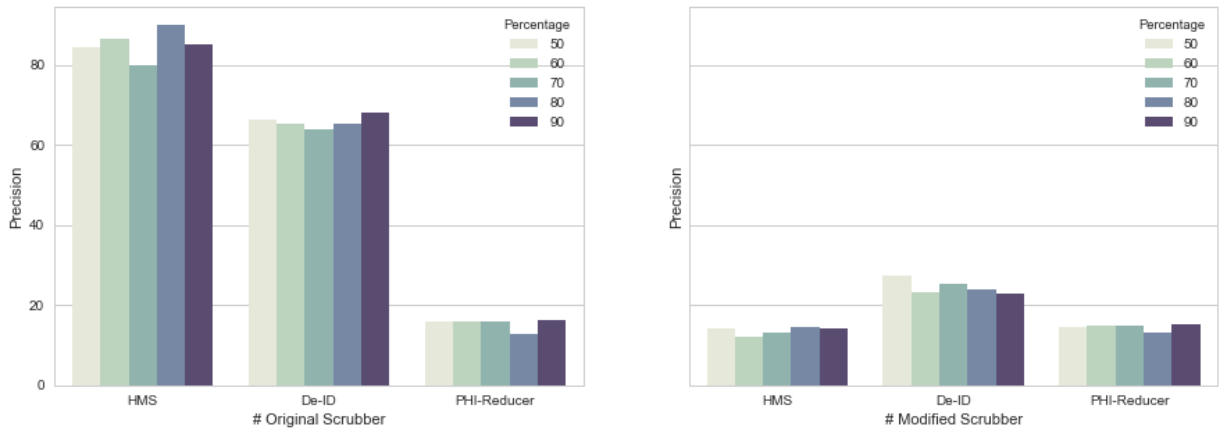 Percentage
50
60
70
80
90
80
60
40
20
0
Precision
HMS De-ID PHI-Reducer
# Original Scrubber
Percentage
50
60
70
80
90
Precision
HMS De-ID PHI-Reducer
# Modified Scrubber